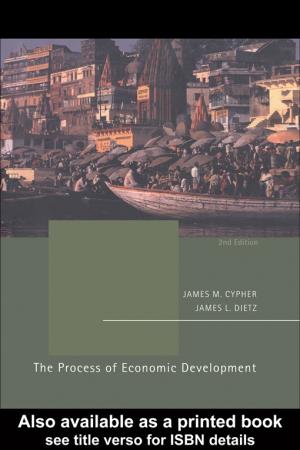 2nd Edition
JAMES M. CYPHER
JAMES L. DIETZ
The Process of Economic Development
Also available as a printed book
see title verso for ISBN details